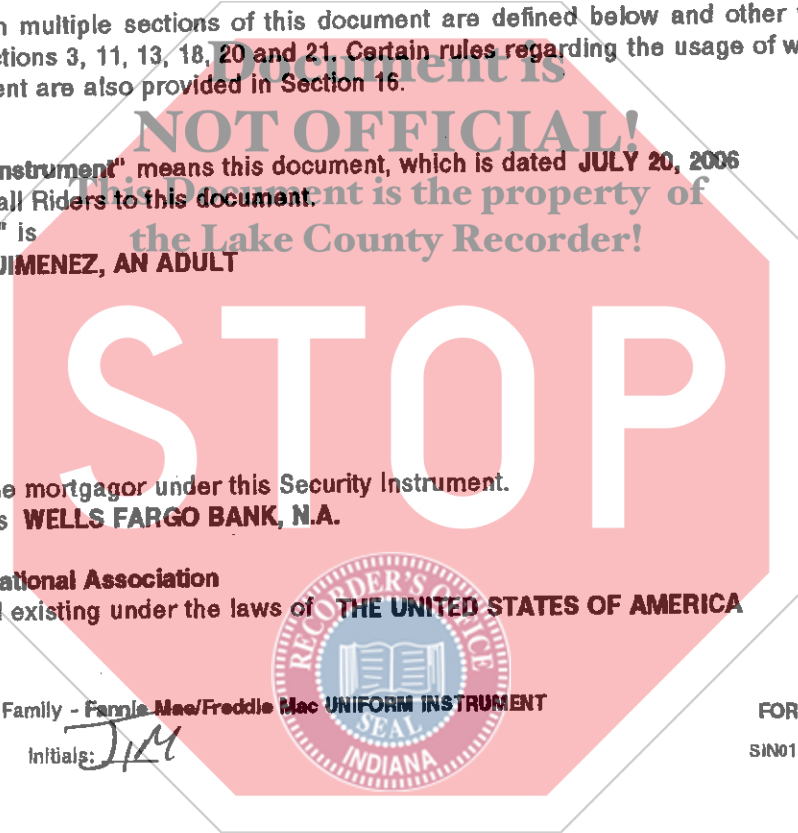 n multiple sections of this document are defined below and other
ctions 3, 11, 13, 18, 20 and 21. Certain rules regarding the usage of w
Document is
ent are also provided in Section 16.
NOT OFFICIAL!
nstrument" means this document, which is dated JULY 20, 2006
This Document is the property of
all Riders to this document.
" is
the Lake County Recorder!
JIMENEZ, AN ADULT
STOP
e mortgagor under this Security Instrument.
s WELLS FARGO BANK, N.A.
ational Association
existing under the laws of THE UNITED STATES OF AMERICA
RECORDER'S OFFICE
Family - Fannie Mae/Freddie Mac UNIFORM INSTRUMENT
FOR
SEAL
Initials: JIM
SIN01
INDIANA